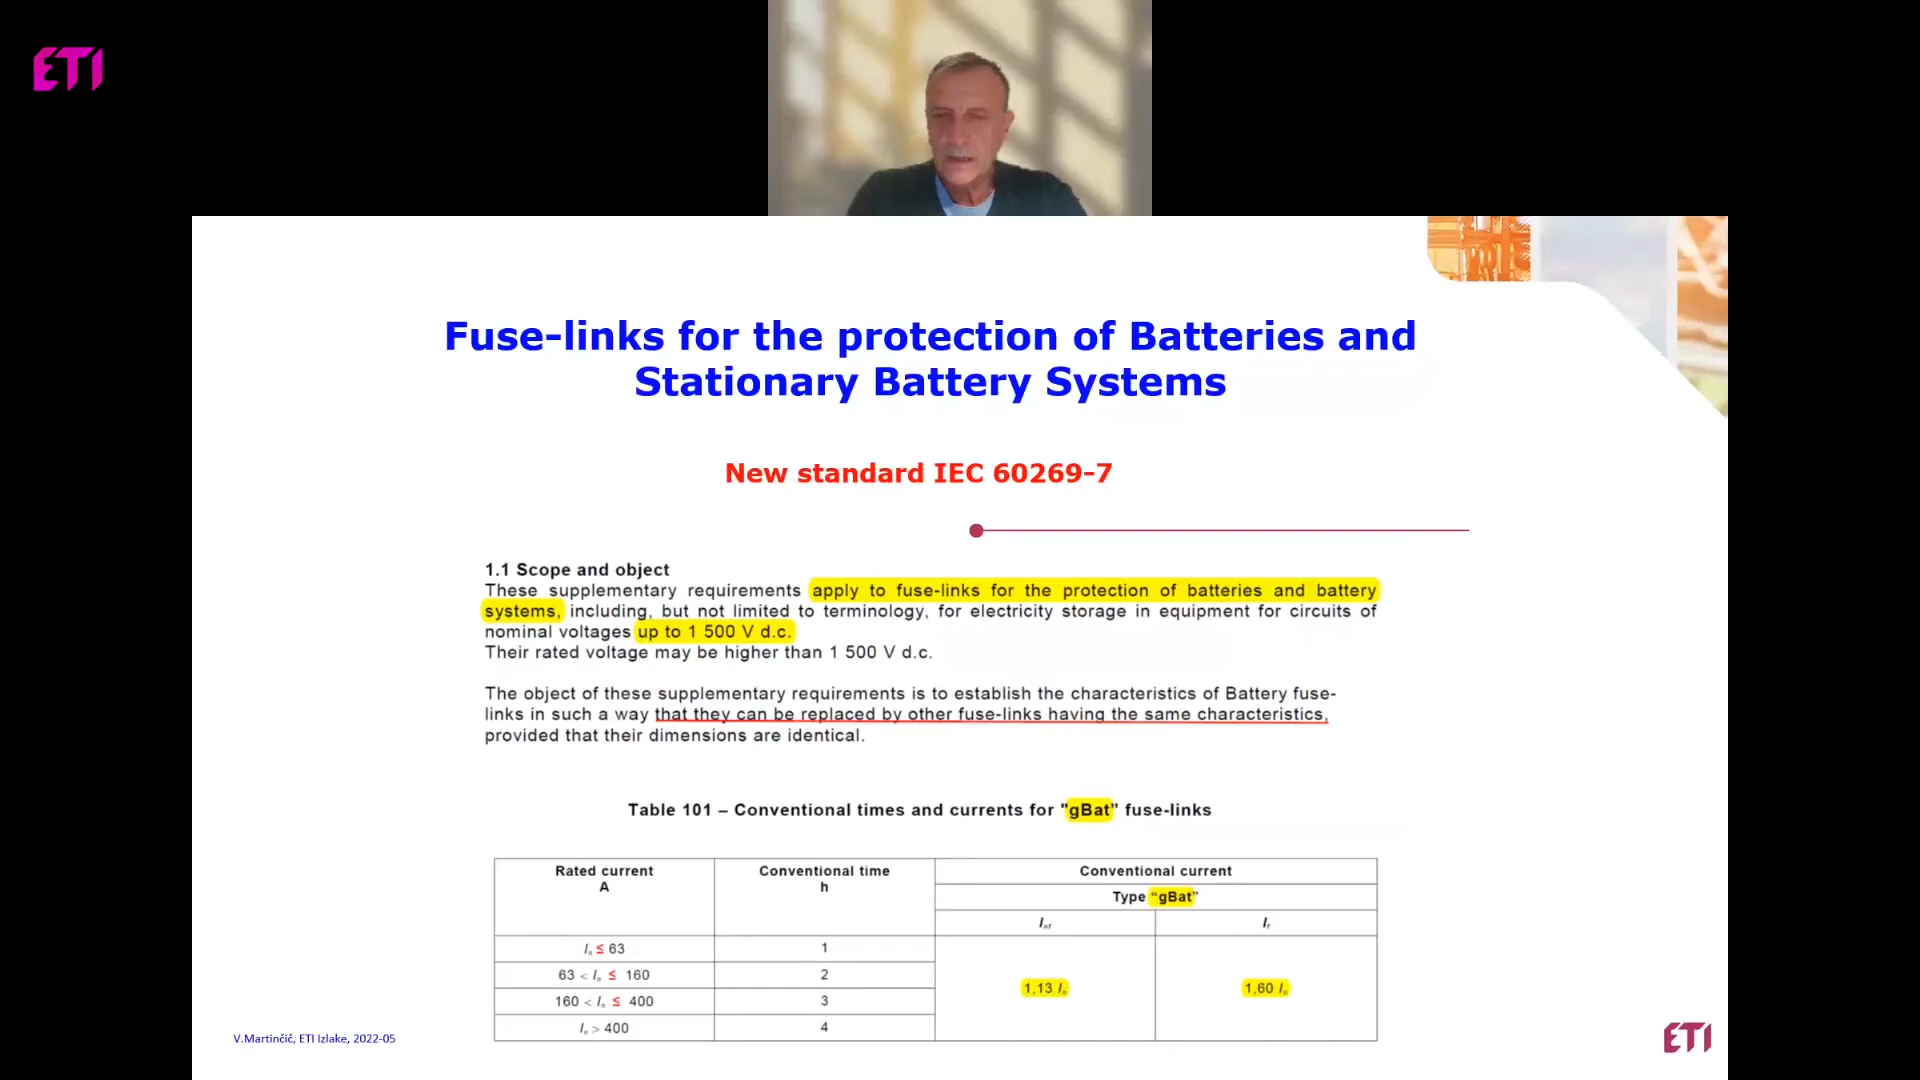 ETI
Fuse-links for the protection of Batteries and
Stationary Battery Systems
New standard IEC 60269-7
1.1 Scope and object
These supplementary requirements apply to fuse-links for the protection of batteries and battery
systems, including, but not limited to terminology, for electricity storage in equipment for circuits of
nominal voltages up to 1 500 V d.c.
Their rated voltage may be higher than 1 500 V d.c.
The object of these supplementary requirements is to establish the characteristics of Battery fuse-
links in such a way that they can be replaced by other fuse-links having the same characteristics,
provided that their dimensions are identical.
Table 101 – Conventional times and currents for "gBat” fuse-links
Rated current
A
Conventional time
h
Conventional current
Type “gBat”
Inf
If
In ≤ 63
1
63 < In ≤ 160
2
160 < In ≤ 400
3
In > 400
4
1,13 In
1,60 In
V.Martinčič, ETI Izlake, 2022-05
ETI